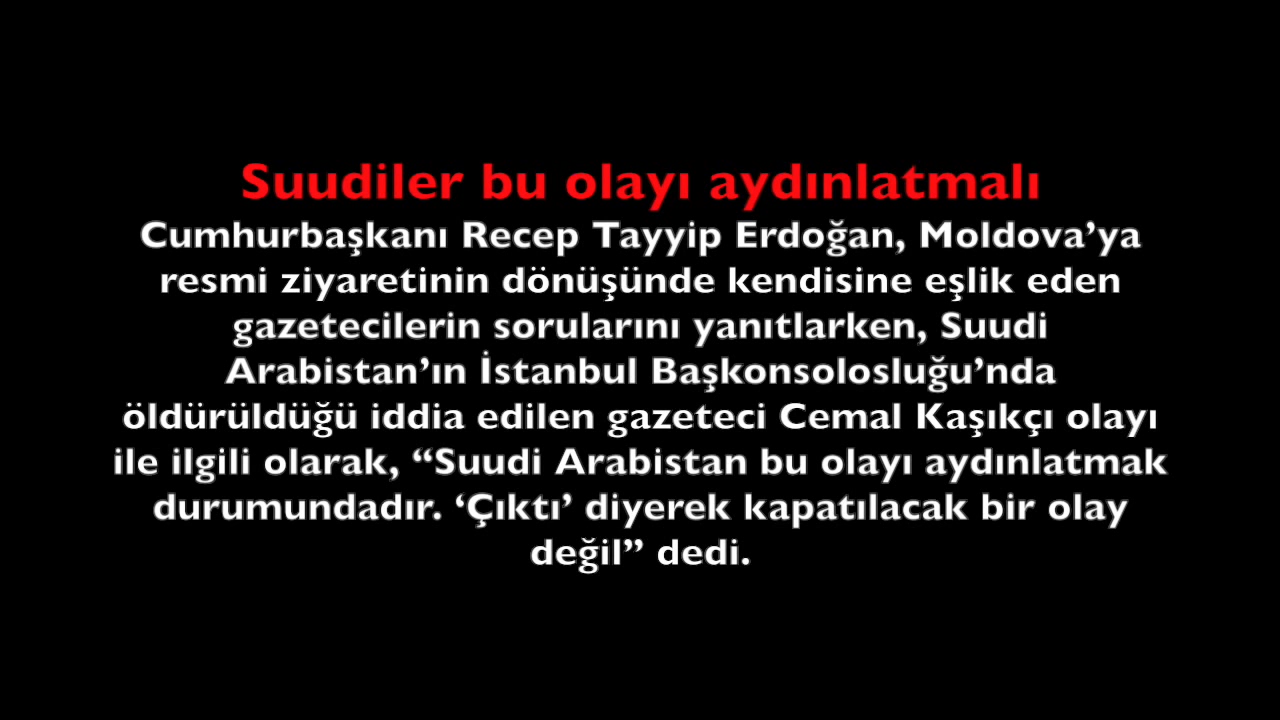 Suudiler bu olayı aydınlatmalı
Cumhurbaşkanı Recep Tayyip Erdoğan, Moldova’ya
resmi ziyaretinin dönüşünde kendisine eşlik eden
gazetecilerin sorularını yanıtlarken, Suudi
Arabistan’ın İstanbul Başkonsolosluğu’nda
öldürüldüğü iddia edilen gazeteci Cemal Kaşıkçı olayı
ile ilgili olarak, “Suudi Arabistan bu olayı aydınlatmak
durumundadır. ‘Çıktı’ diyerek kapatılacak bir olay
değil” dedi.